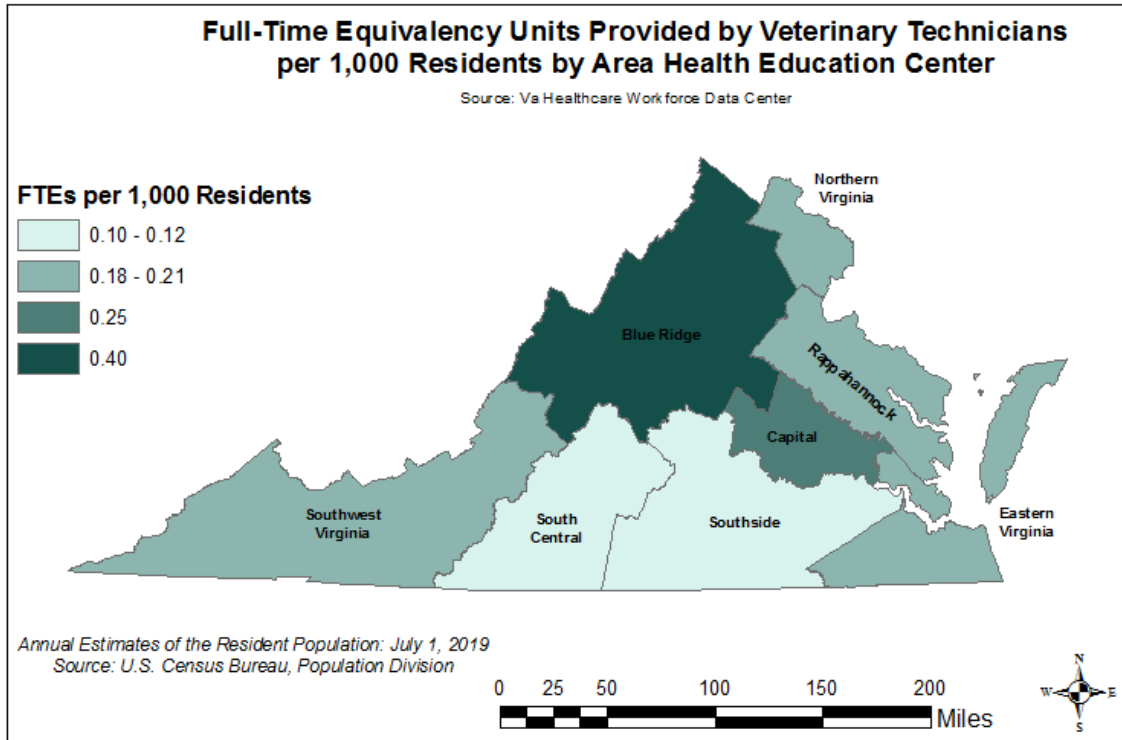 Full-Time Equivalency Units Provided by Veterinary Technicians
per 1,000 Residents by Area Health Education Center
Source: Va Healthcare Workforce Data Center
FTEs per 1,000 Residents
0.10 - 0.12
0.18 - 0.21
0.25
0.40
Northern
Virginia
Blue Ridge
Rappahannock
Capital
Southwest
Virginia
South
Central
Southside
Eastern
Virginia
Annual Estimates of the Resident Population: July 1, 2019
Source: U.S. Census Bureau, Population Division
0 25 50 100 150 200
Miles
N
W E
S